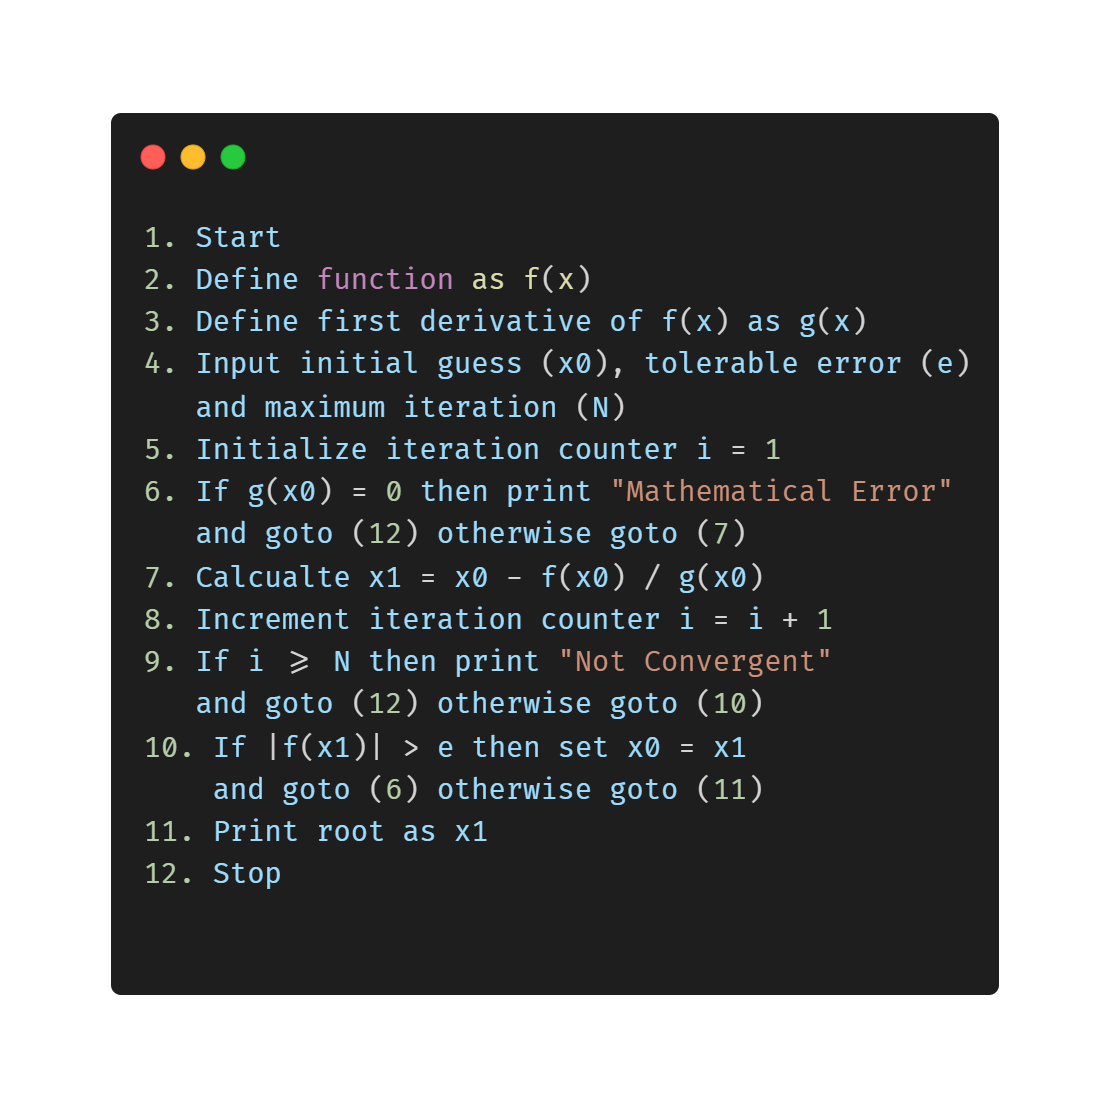 1. Start
2. Define function as f(x)
3. Define first derivative of f(x) as g(x)
4. Input initial guess (x0), tolerable error (e)
and maximum iteration (N)
5. Initialize iteration counter i = 1
6. If g(x0) = 0 then print "Mathematical Error"
and goto (12) otherwise goto (7)
7. Calcualte x1 = x0 - f(x0) / g(x0)
8. Increment iteration counter i = i + 1
9. If i ⩾ N then print "Not Convergent"
and goto (12) otherwise goto (10)
10. If |f(x1)| > e then set x0 = x1
and goto (6) otherwise goto (11)
11. Print root as x1
12. Stop